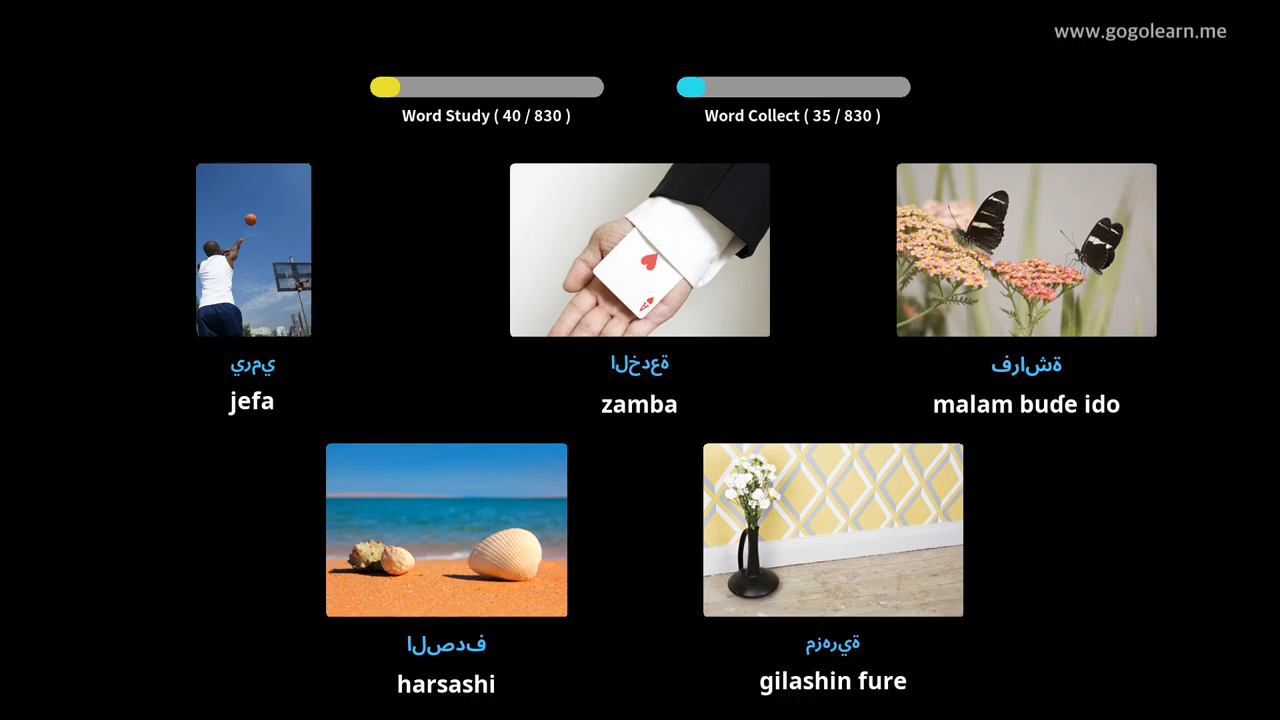 www.gogolearn.me
Word Study ( 40 / 830 )
Word Collect ( 35 / 830 )
يرمي
jefa
الخدعة
zamba
فراشة
malam buɗe ido
الصدف
harsashi
مزهرية
gilashin fure